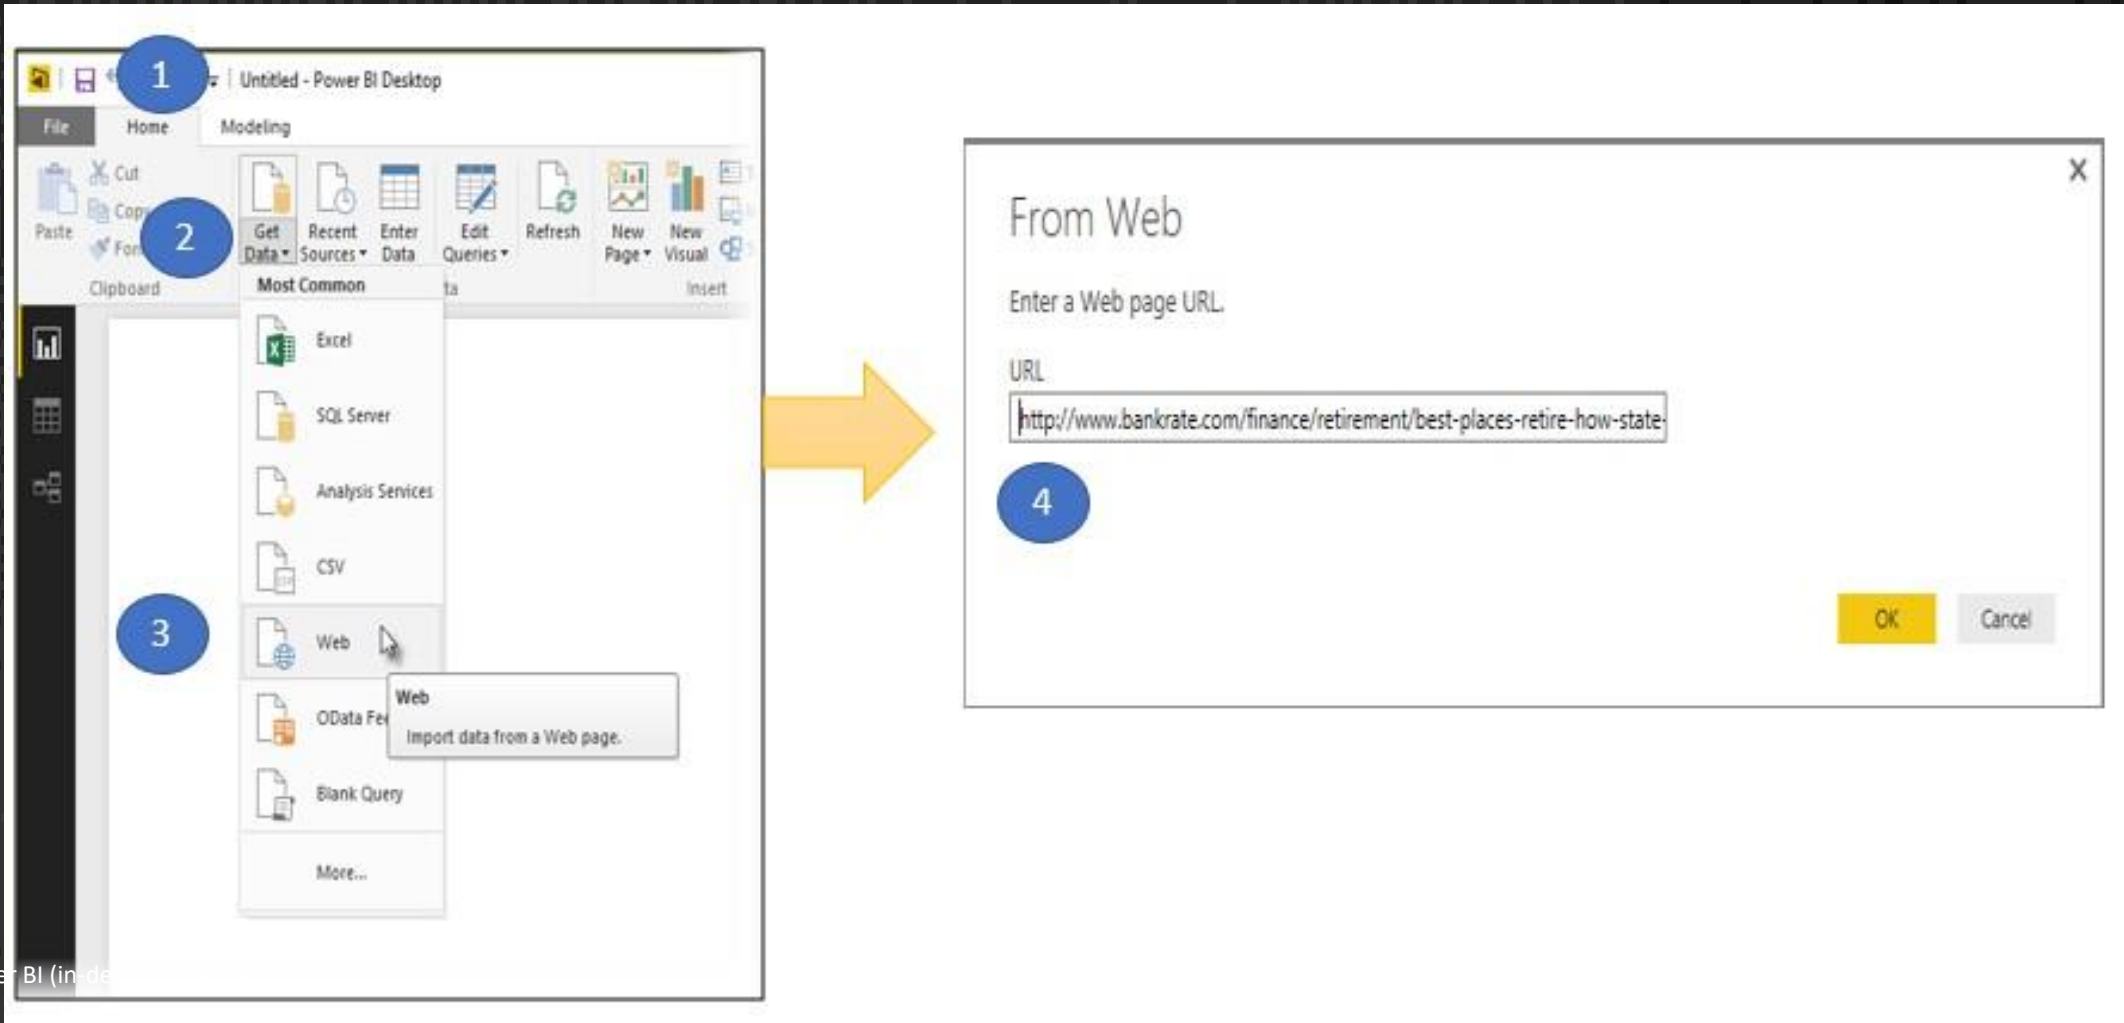 1
Untitled - Power BI Desktop
File
Home
Modeling
Cut
Copy
Paste
2
Get Data
Recent Sources
Enter Data
Edit Queries
Refresh
New Page
New Visual
Clipboard
Insert
Most Common
Excel
SQL Server
Analysis Services
CSV
3
Web
Web
Import data from a Web page.
OData
Blank Query
More...
BI
X
From Web
Enter a Web page URL.
URL
http://www.bankrate.com/finance/retirement/best-places-retire-how-state-
4
OK
Cancel